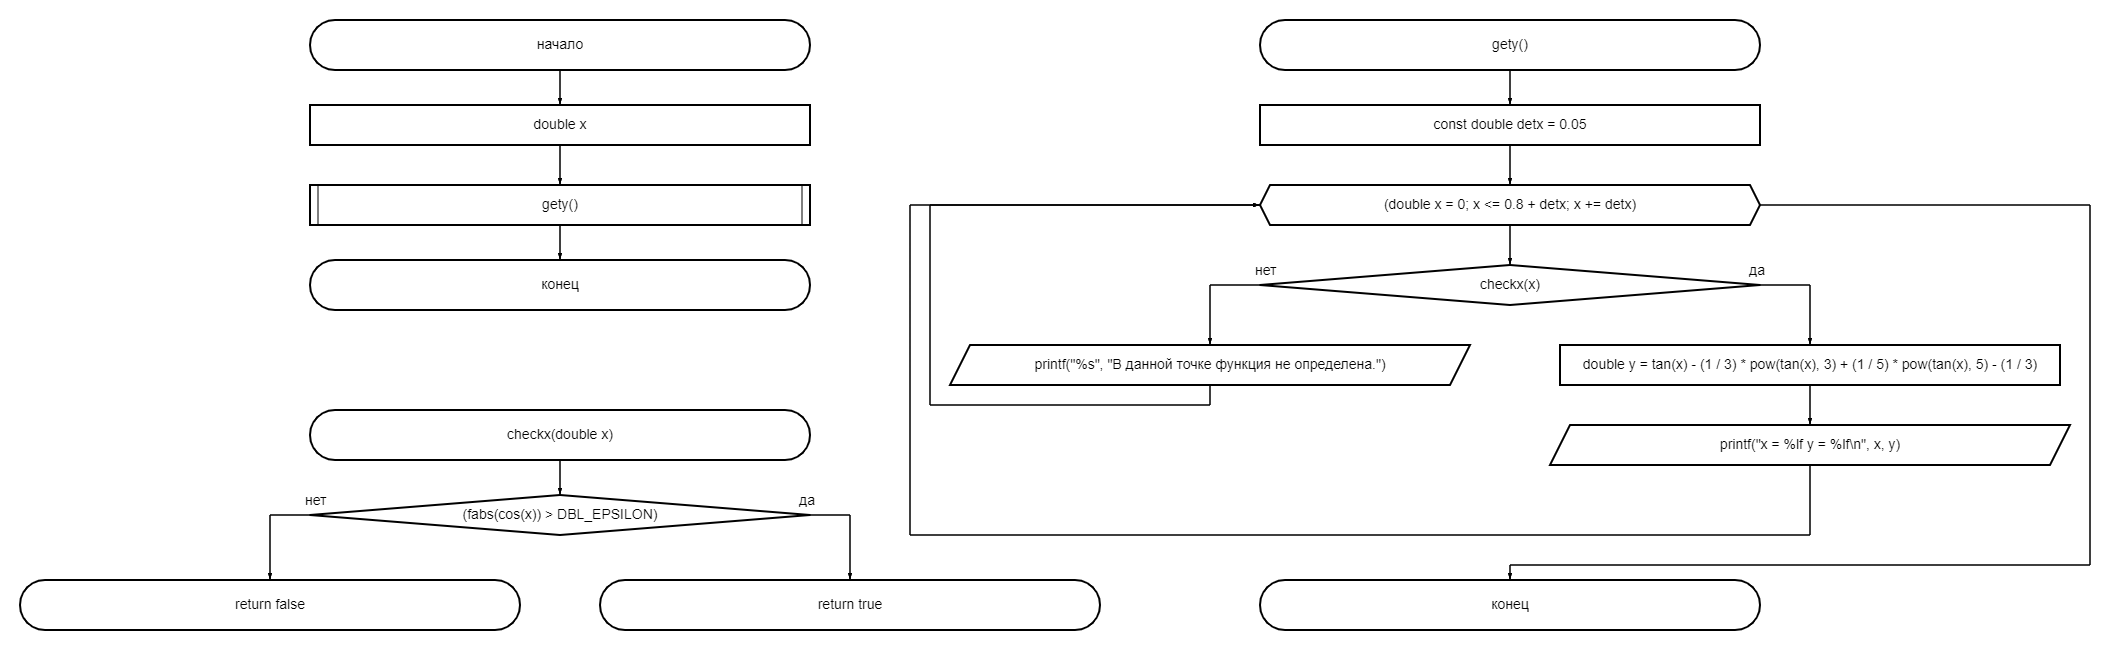 начало
double x
gety()
конец
checkx(double x)
нет
да
(fabs(cos(x)) > DBL_EPSILON)
return false
return true
gety()
const double detx = 0.05
(double x = 0; x <= 0.8 + detx; x += detx)
нет
да
checkx(x)
printf("%s", "В данной точке функция не определена.")
double y = tan(x) - (1 / 3) * pow(tan(x), 3) + (1 / 5) * pow(tan(x), 5) - (1 / 3)
printf("x = %lf y = %lf\n", x, y)
конец